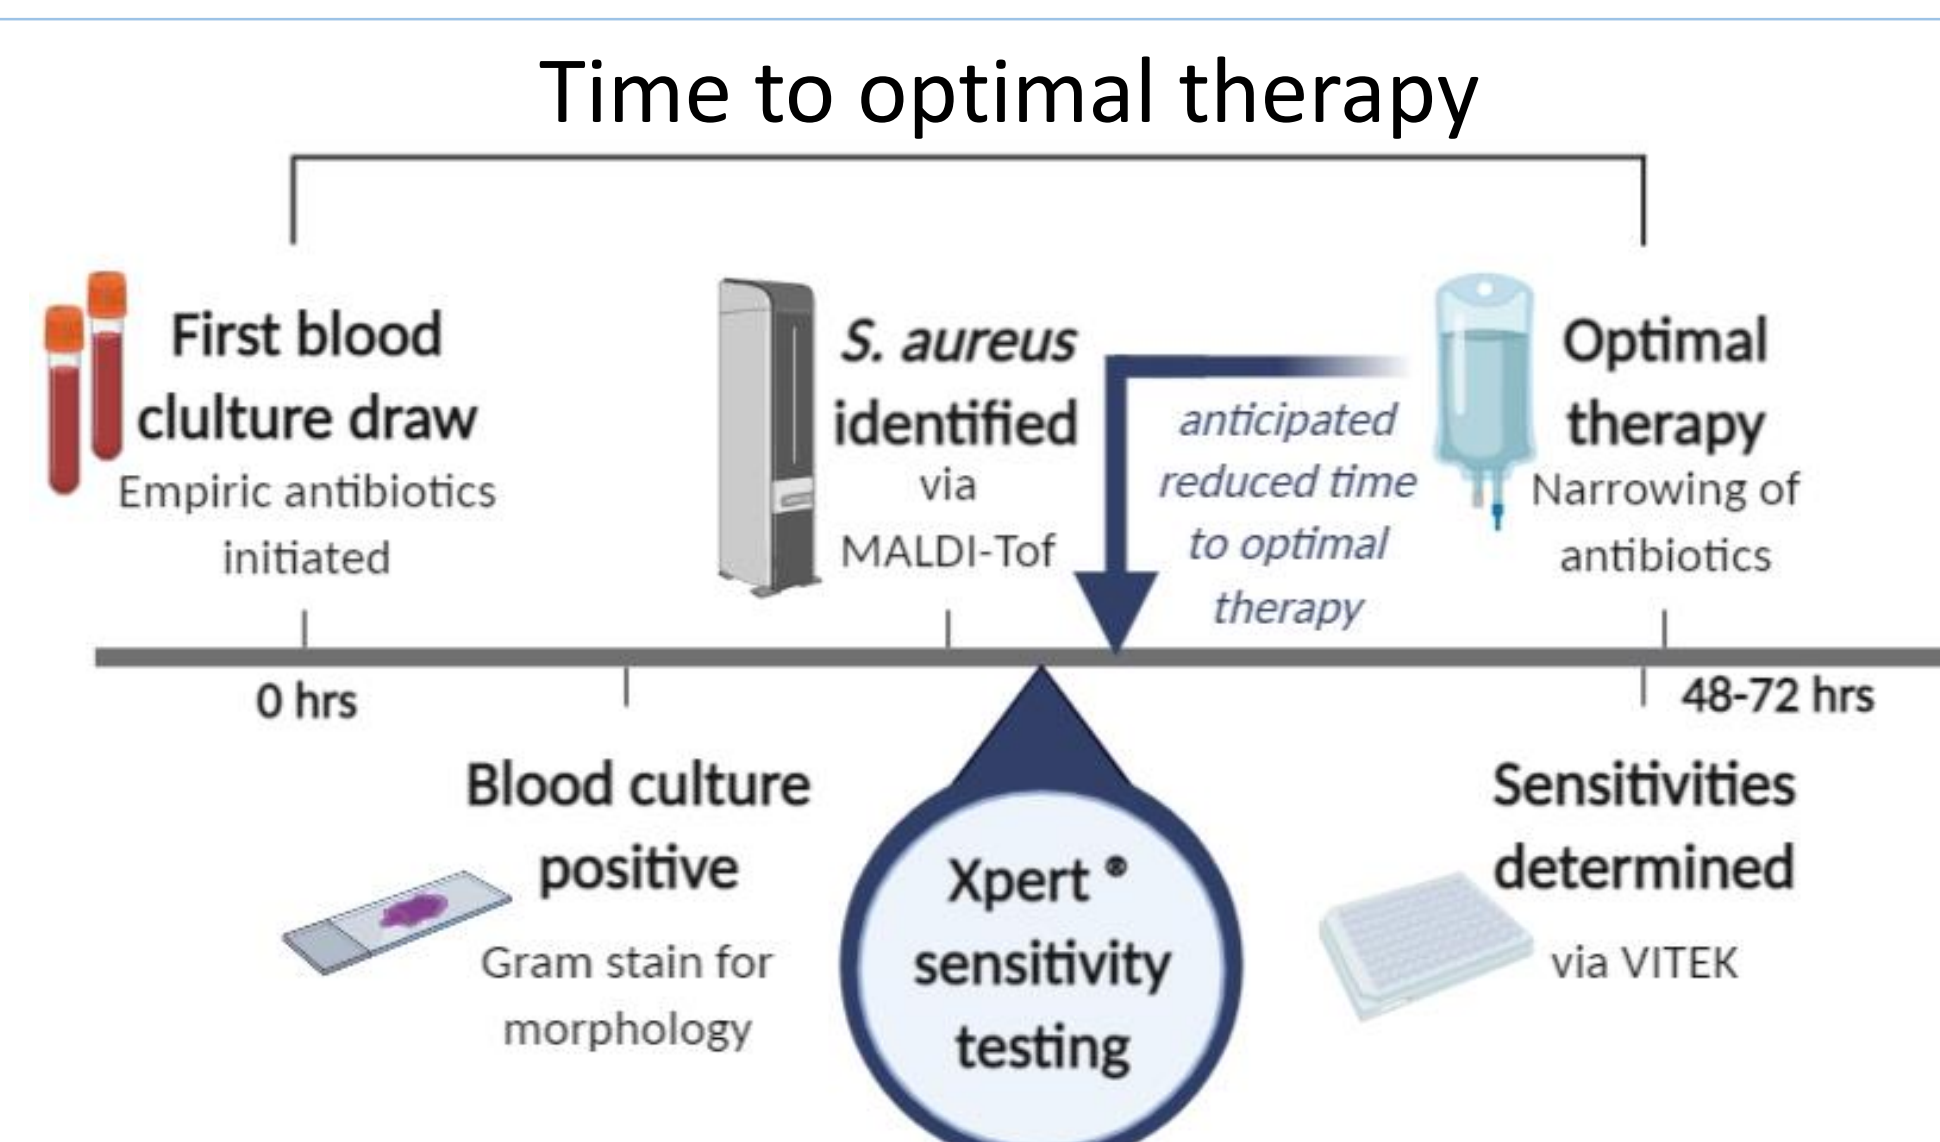 Time to optimal therapy
First blood
clulture draw
Empiric antibiotics
initiated
S. aureus
identified
via
MALDI-Tof
anticipated
reduced time
to optimal
therapy
Optimal
therapy
Narrowing of
antibiotics
0 hrs
48-72 hrs
Blood culture
positive
Gram stain for
morphology
Xpert ®
sensitivity
testing
Sensitivities
determined
via VITEK